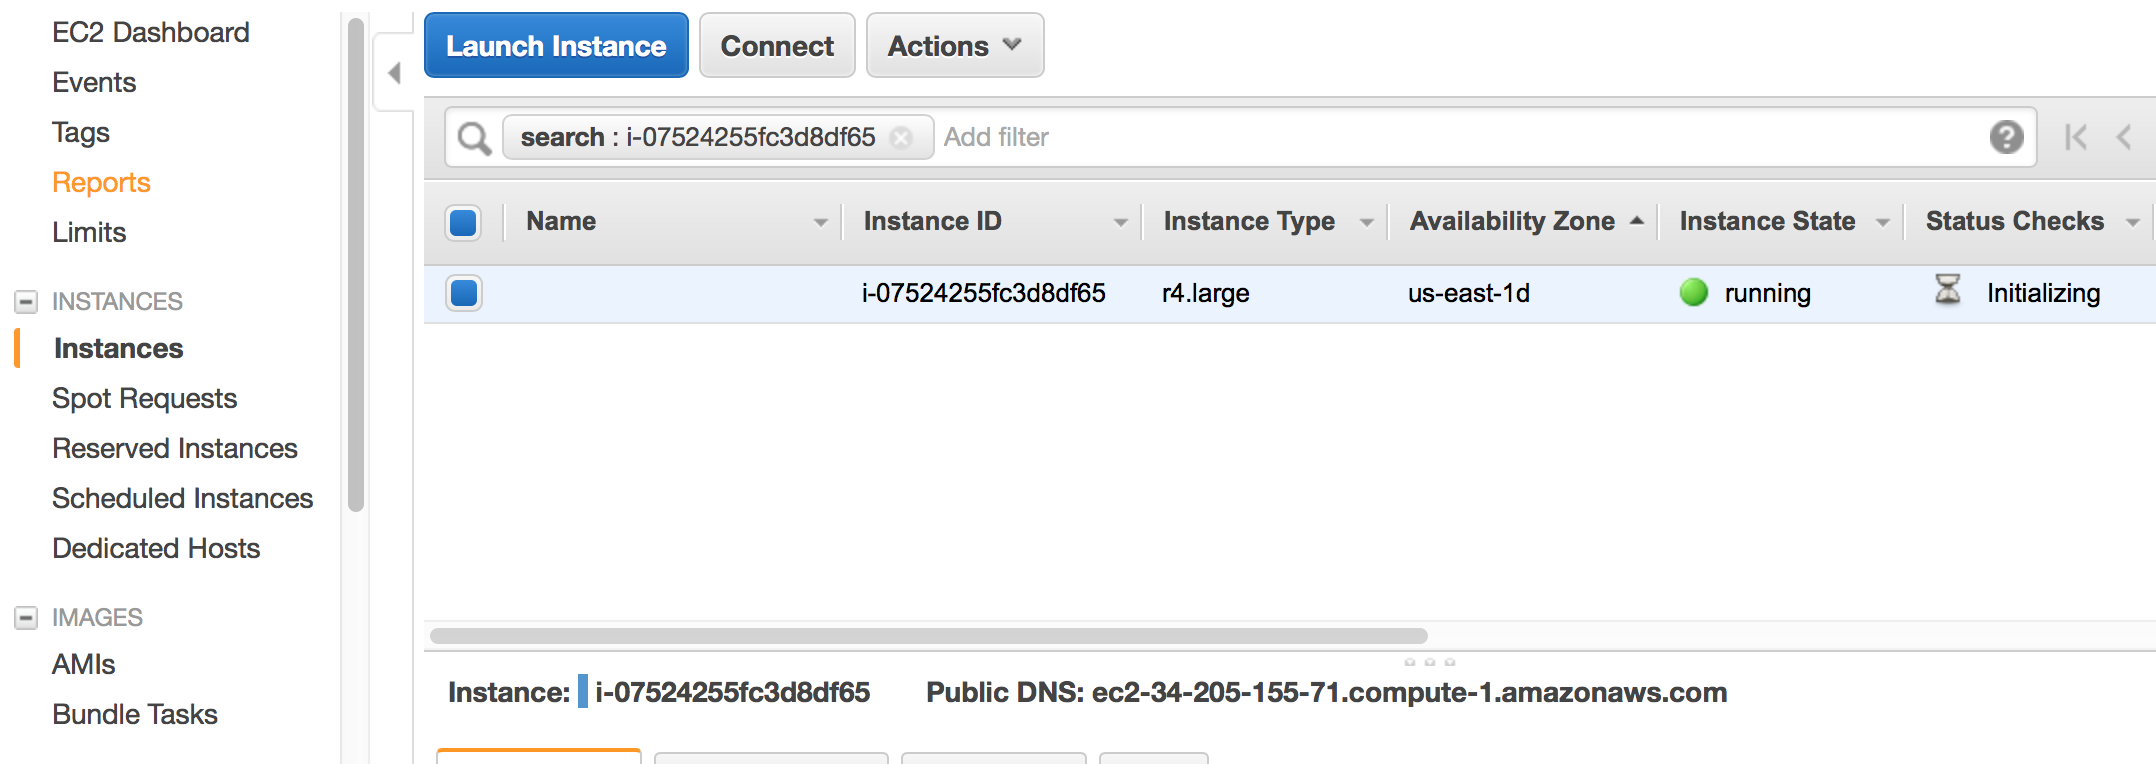 EC2 Dashboard
Events
Tags
Reports
Limits
INSTANCES
Instances
Spot Requests
Reserved Instances
Scheduled Instances
Dedicated Hosts
IMAGES
AMIs
Bundle Tasks
Launch Instance Connect Actions
search : i-07524255fc3d8df65 Add filter
Name Instance ID Instance Type Availability Zone Instance State Status Checks
i-07524255fc3d8df65 r4.large us-east-1d running Initializing
Instance: i-07524255fc3d8df65 Public DNS: ec2-34-205-155-71.compute-1.amazonaws.com